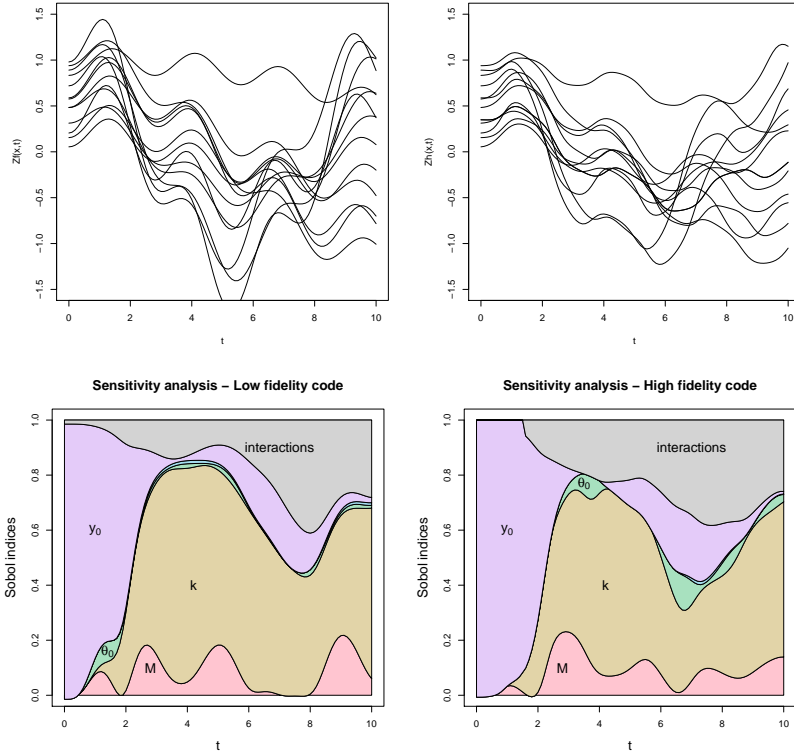 1.5
1.0
0.5
0.0
−0.5
−1.0
−1.5
Zl(x,t)
0 2 4 6 8 10
t
1.5
1.0
0.5
0.0
−0.5
−1.0
−1.5
Zh(x,t)
0 2 4 6 8 10
t
Sensitivity analysis − Low fidelity code
1.0
0.8
0.6
0.4
0.2
0.0
Sobol indices
interactions
y0
θ0
k
M
0 2 4 6 8 10
t
Sensitivity analysis − High fidelity code
1.0
0.8
0.6
0.4
0.2
0.0
Sobol indices
interactions
θ0
y0
k
M
0 2 4 6 8 10
t